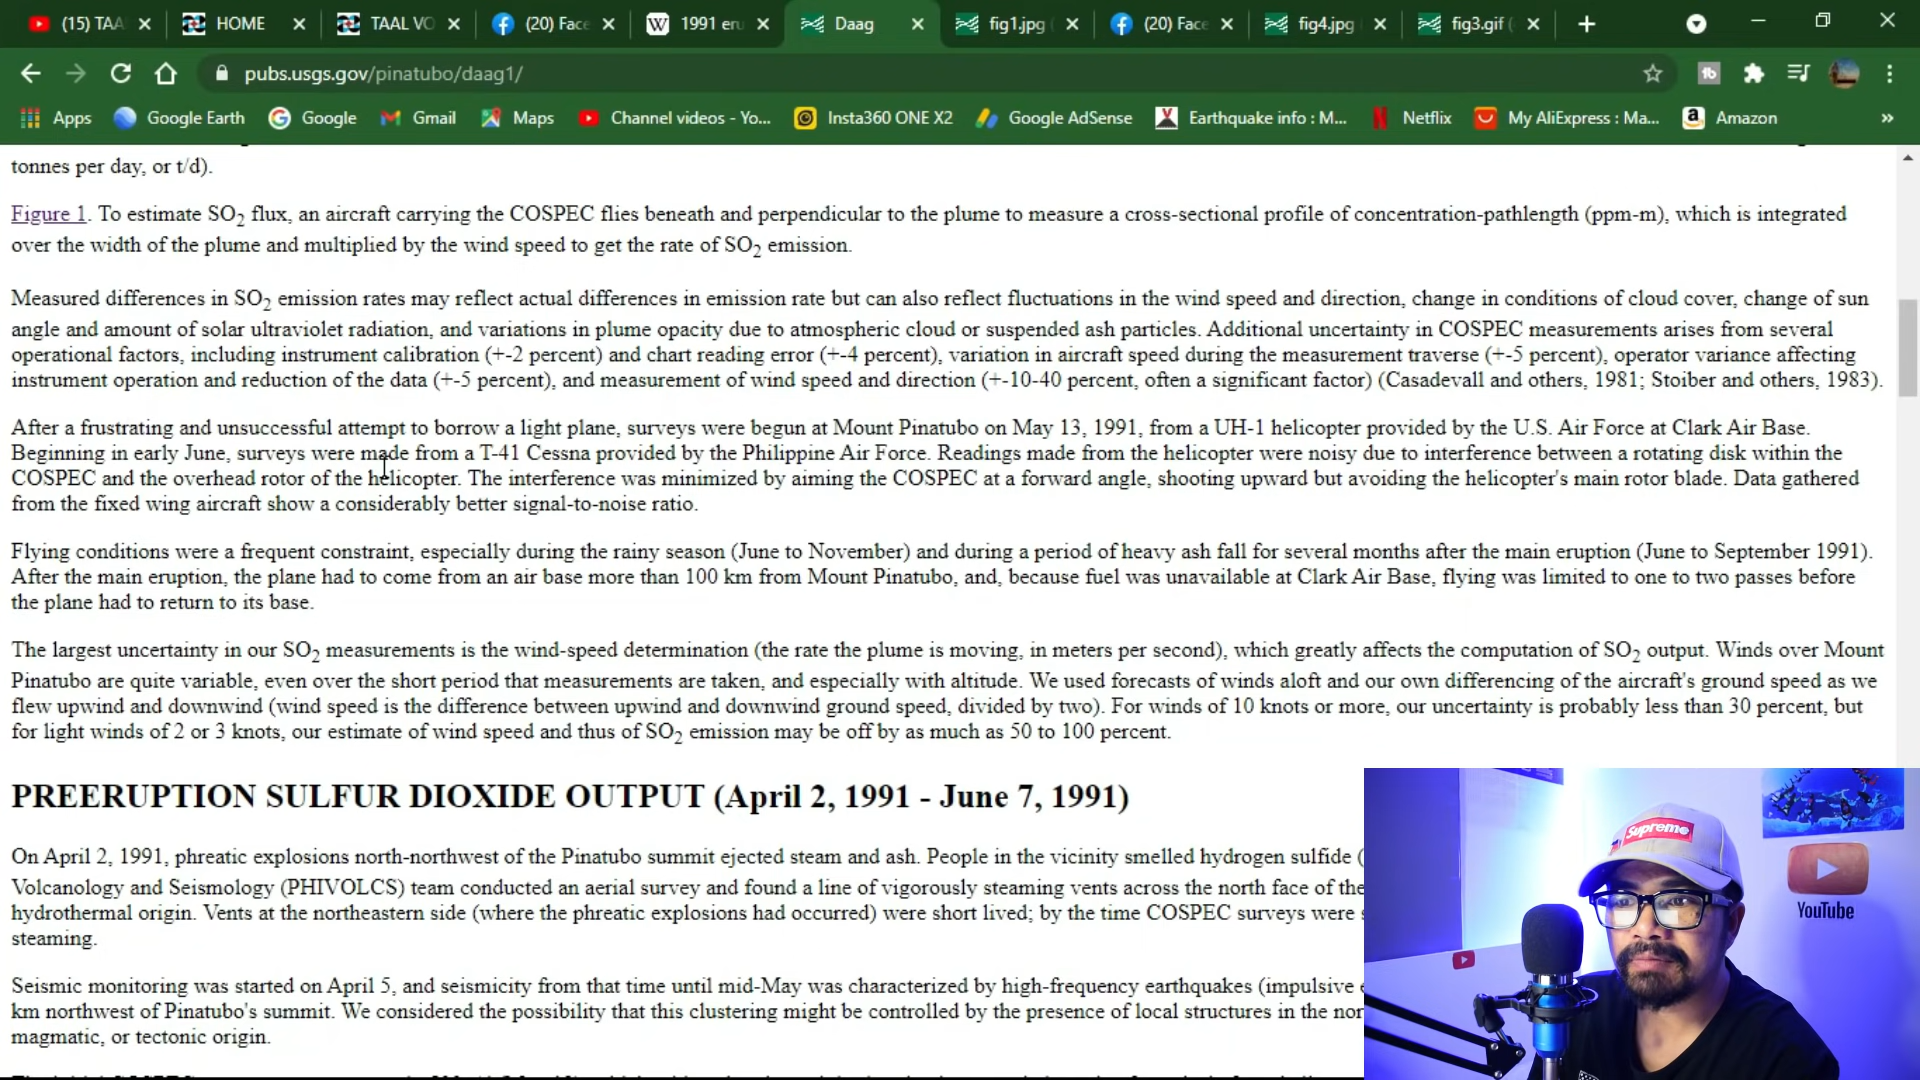 (15) TAA
HOME
TAAL VO
(20) Face
1991 eru
Daag
fig1.jpg (
(20) Face
fig4.jpg (
fig3.gif (
pubs.usgs.gov/pinatubo/daag1/
Apps
Google Earth
Google
Gmail
Maps
Channel videos - Yo...
Insta360 ONE X2
Google AdSense
Earthquake info : M...
Netflix
My AliExpress : Ma...
Amazon
tonnes per day, or t/d).
Figure 1. To estimate SO2 flux, an aircraft carrying the COSPEC flies beneath and perpendicular to the plume to measure a cross-sectional profile of concentration-pathlength (ppm-m), which is integrated
over the width of the plume and multiplied by the wind speed to get the rate of SO2 emission.
Measured differences in SO2 emission rates may reflect actual differences in emission rate but can also reflect fluctuations in the wind speed and direction, change in conditions of cloud cover, change of sun
angle and amount of solar ultraviolet radiation, and variations in plume opacity due to atmospheric cloud or suspended ash particles. Additional uncertainty in COSPEC measurements arises from several
operational factors, including instrument calibration (+-2 percent) and chart reading error (+-4 percent), variation in aircraft speed during the measurement traverse (+-5 percent), operator variance affecting
instrument operation and reduction of the data (+-5 percent), and measurement of wind speed and direction (+-10-40 percent, often a significant factor) (Casadevall and others, 1981; Stoiber and others, 1983).
After a frustrating and unsuccessful attempt to borrow a light plane, surveys were begun at Mount Pinatubo on May 13, 1991, from a UH-1 helicopter provided by the U.S. Air Force at Clark Air Base.
Beginning in early June, surveys were made from a T-41 Cessna provided by the Philippine Air Force. Readings made from the helicopter were noisy due to interference between a rotating disk within the
COSPEC and the overhead rotor of the helicopter. The interference was minimized by aiming the COSPEC at a forward angle, shooting upward but avoiding the helicopter's main rotor blade. Data gathered
from the fixed wing aircraft show a considerably better signal-to-noise ratio.
Flying conditions were a frequent constraint, especially during the rainy season (June to November) and during a period of heavy ash fall for several months after the main eruption (June to September 1991).
After the main eruption, the plane had to come from an air base more than 100 km from Mount Pinatubo, and, because fuel was unavailable at Clark Air Base, flying was limited to one to two passes before
the plane had to return to its base.
The largest uncertainty in our SO2 measurements is the wind-speed determination (the rate the plume is moving, in meters per second), which greatly affects the computation of SO2 output. Winds over Mount
Pinatubo are quite variable, even over the short period that measurements are taken, and especially with altitude. We used forecasts of winds aloft and our own differencing of the aircraft's ground speed as we
flew upwind and downwind (wind speed is the difference between upwind and downwind ground speed, divided by two). For winds of 10 knots or more, our uncertainty is probably less than 30 percent, but
for light winds of 2 or 3 knots, our estimate of wind speed and thus of SO2 emission may be off by as much as 50 to 100 percent.
PREERUPTION SULFUR DIOXIDE OUTPUT (April 2, 1991 - June 7, 1991)
On April 2, 1991, phreatic explosions north-northwest of the Pinatubo summit ejected steam and ash. People in the vicinity smelled hydrogen sulfide (
Volcanology and Seismology (PHIVOLCS) team conducted an aerial survey and found a line of vigorously steaming vents across the north face of the
hydrothermal origin. Vents at the northeastern side (where the phreatic explosions had occurred) were short lived; by the time COSPEC surveys were
steaming.
Seismic monitoring was started on April 5, and seismicity from that time until mid-May was characterized by high-frequency earthquakes (impulsive
km northwest of Pinatubo's summit. We considered the possibility that this clustering might be controlled by the presence of local structures in the
magmatic, or tectonic origin.
Supreme
YouTube